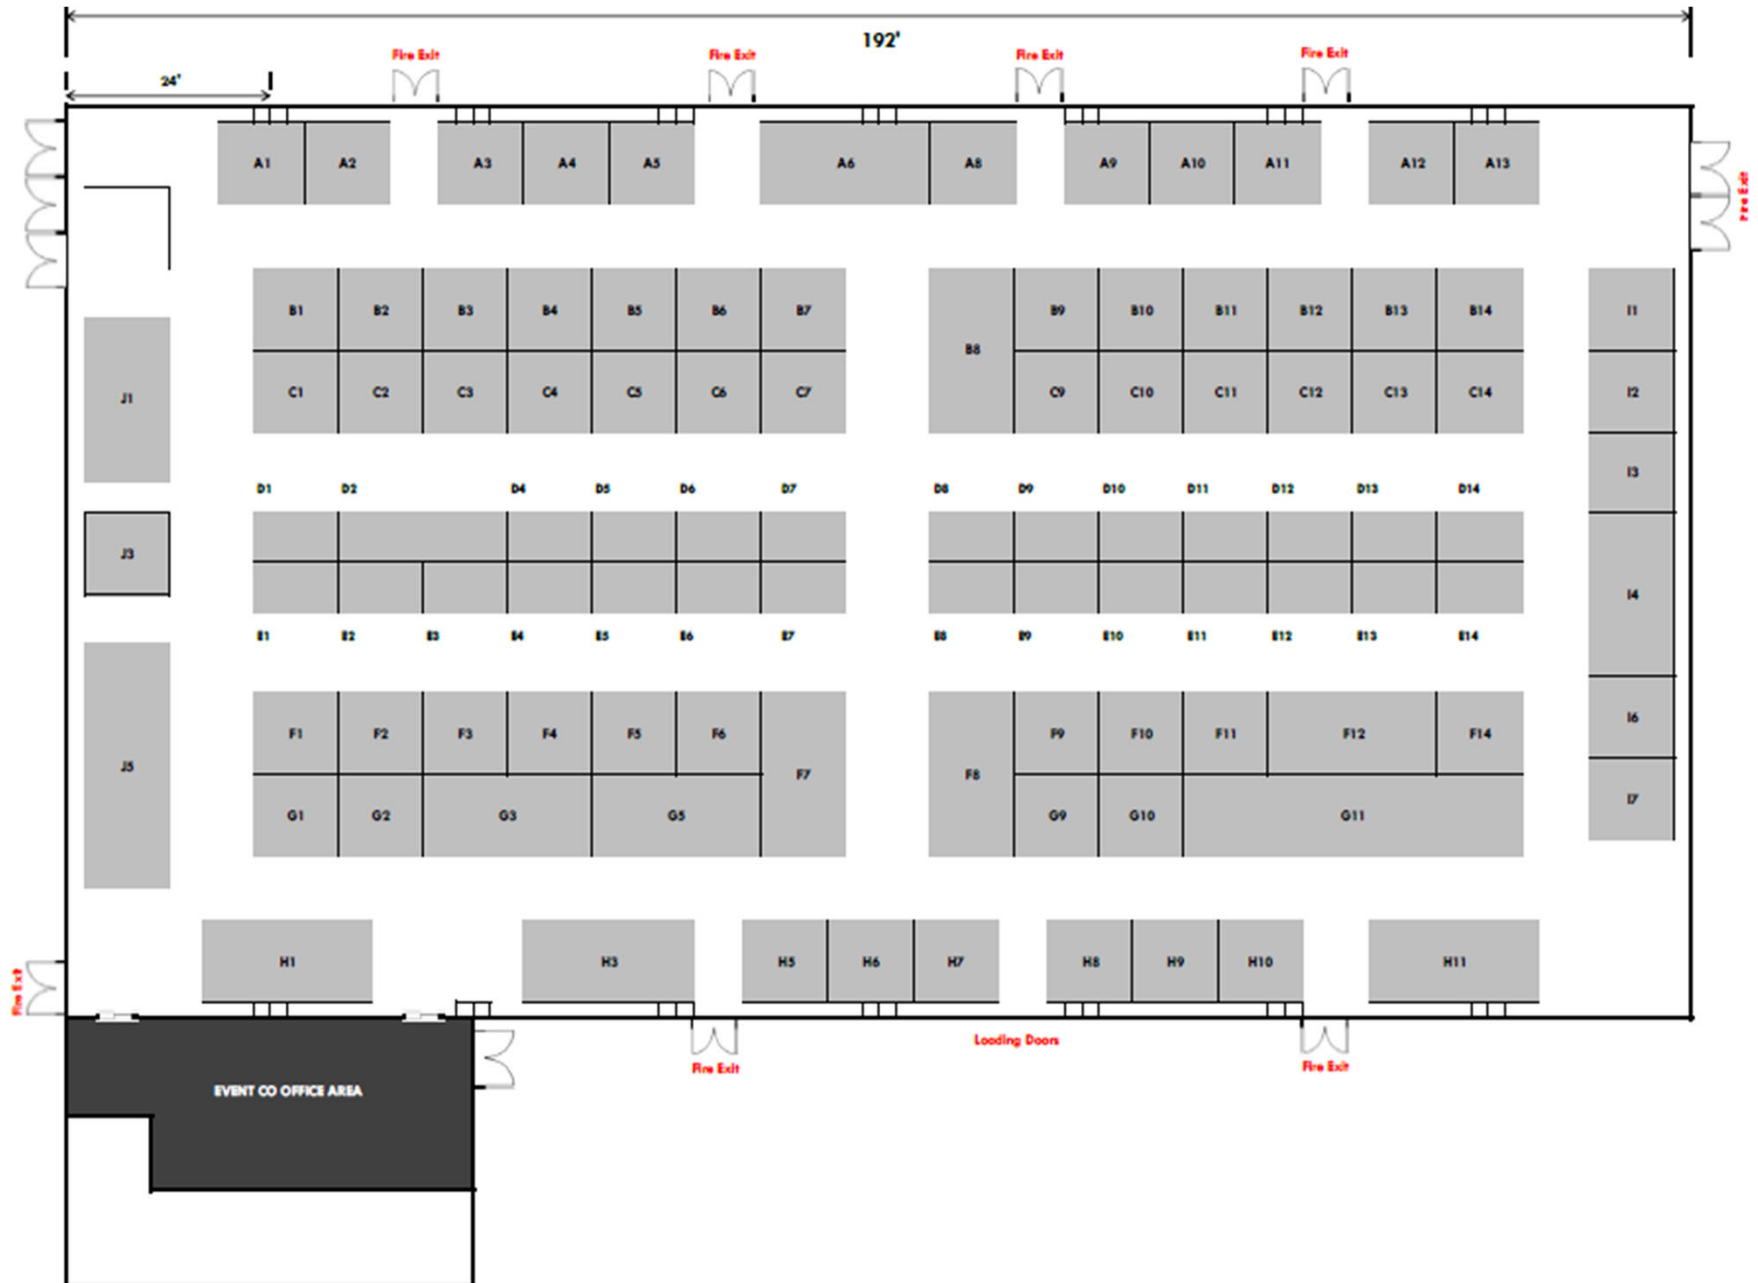 192'
Fire Exit Fire Exit Fire Exit Fire Exit
24'
A1 A2 A3 A4 A5 A6 A8 A9 A10 A11 A12 A13
Fire Exit
B1 B2 B3 B4 B5 B6 B7 B9 B10 B11 B12 B13 B14 I1
B8
C1 C2 C3 C4 C5 C6 C7 C9 C10 C11 C12 C13 C14 I2
J1
I3
D1 D2 D4 D5 D6 D7 D8 D9 D10 D11 D12 D13 D14
J3
I4
E1 E2 E3 E4 E5 E6 E7 E8 E9 E10 E11 E12 E13 E14
I6
F1 F2 F3 F4 F5 F6 F9 F10 F11 F12 F14
J5 F7 F8
I7
G1 G2 G3 G5 G9 G10 G11
H1 H3 H5 H6 H7 H8 H9 H10 H11
Fire Exit
Loading Doors
Fire Exit Fire Exit
EVENT CO OFFICE AREA